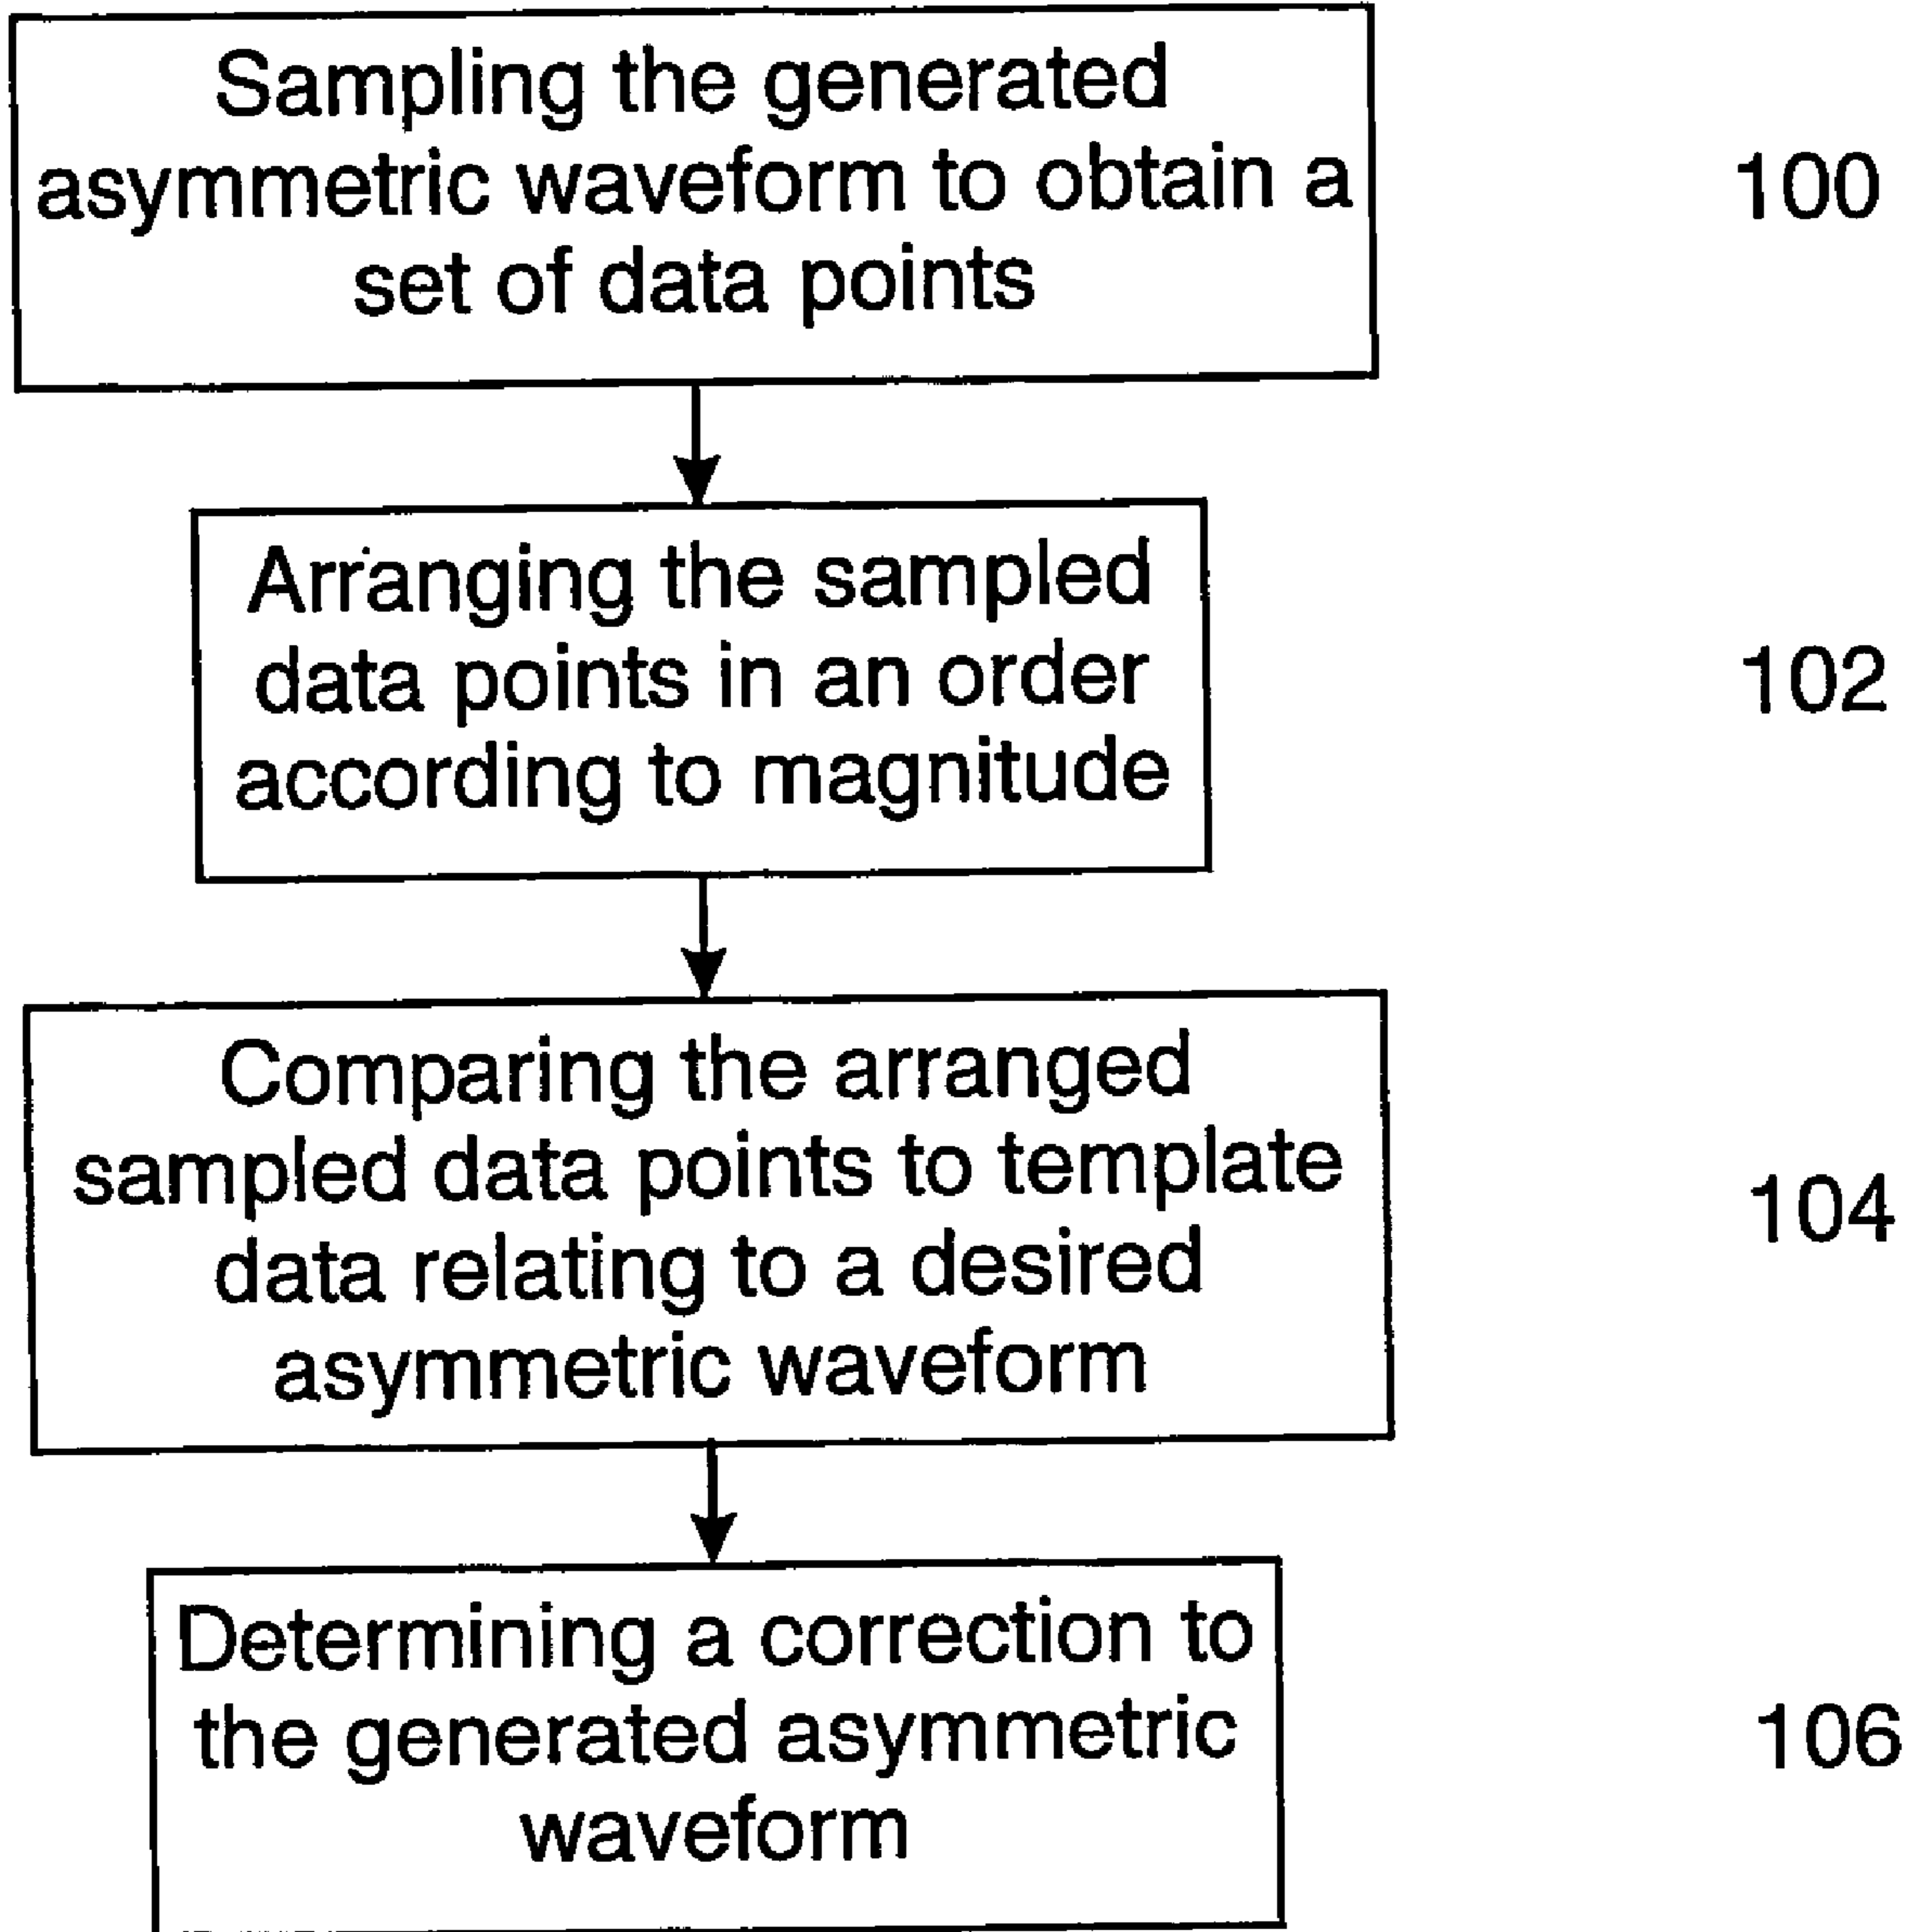 Sampling the generated
asymmetric waveform to obtain a
set of data points
100
Arranging the sampled
data points in an order
according to magnitude
102
Comparing the arranged
sampled data points to template
data relating to a desired
asymmetric waveform
104
Determining a correction to
the generated asymmetric
waveform
106